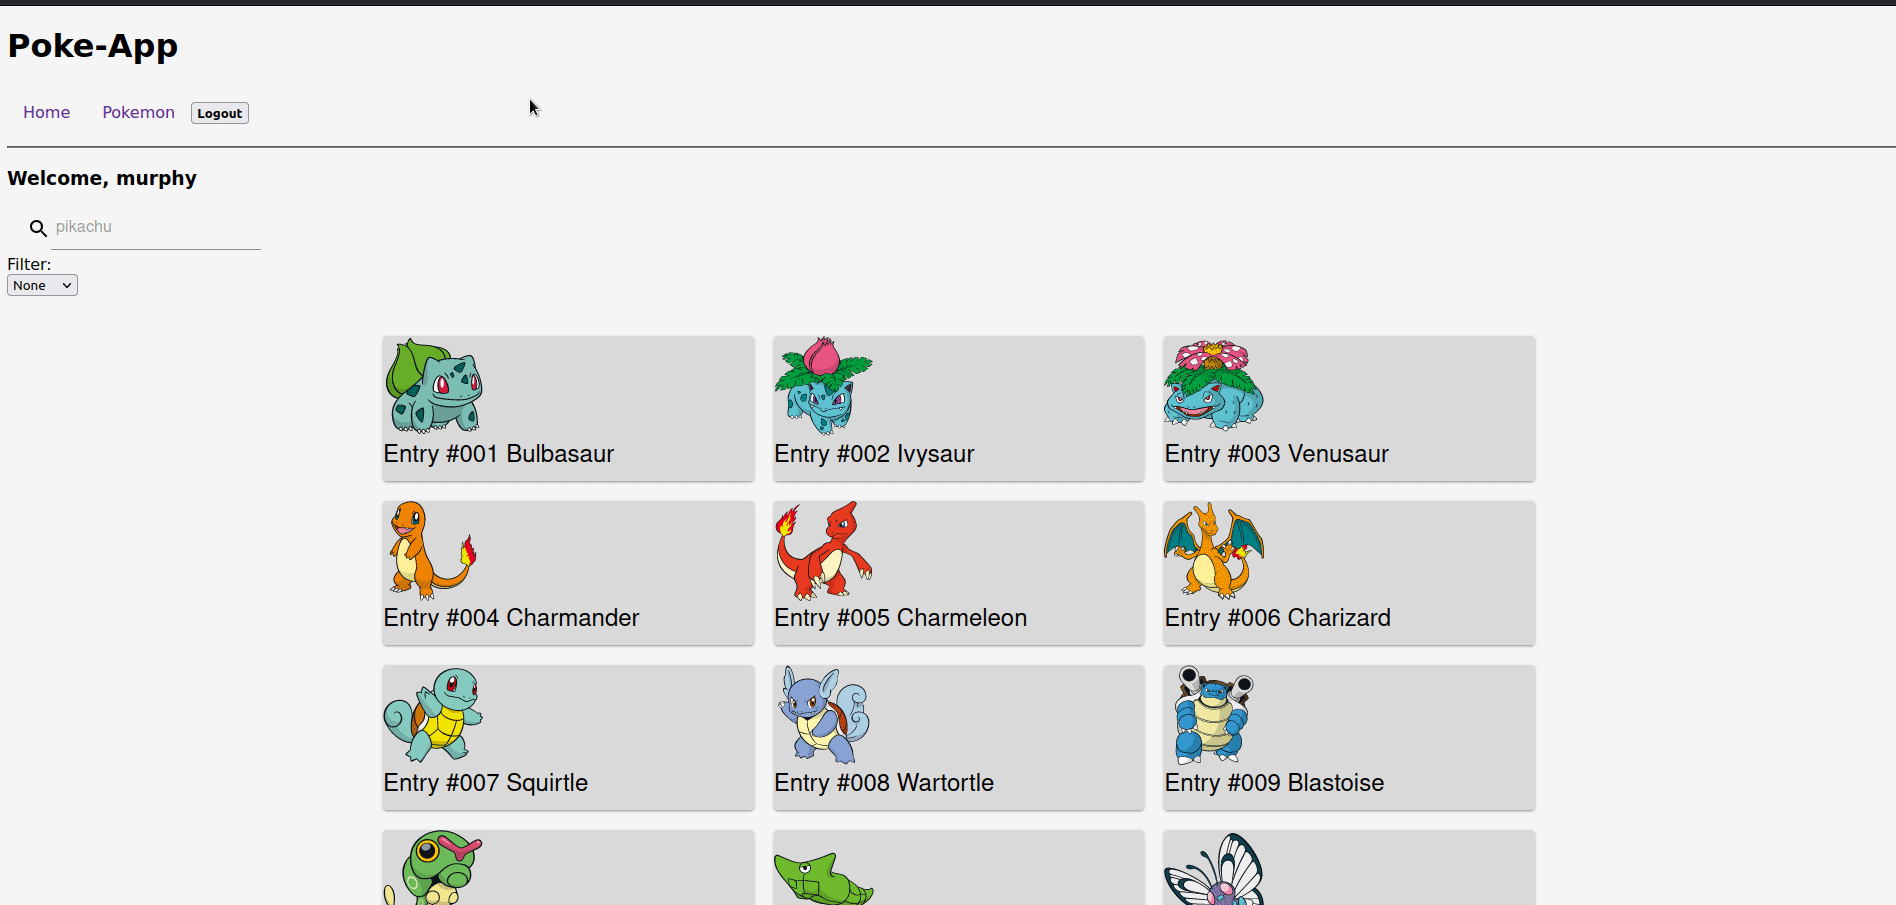 Poke-App
Home Pokemon Logout
Welcome, murphy
pikachu
Filter:
None
Entry #001 Bulbasaur
Entry #002 Ivysaur
Entry #003 Venusaur
Entry #004 Charmander
Entry #005 Charmeleon
Entry #006 Charizard
Entry #007 Squirtle
Entry #008 Wartortle
Entry #009 Blastoise